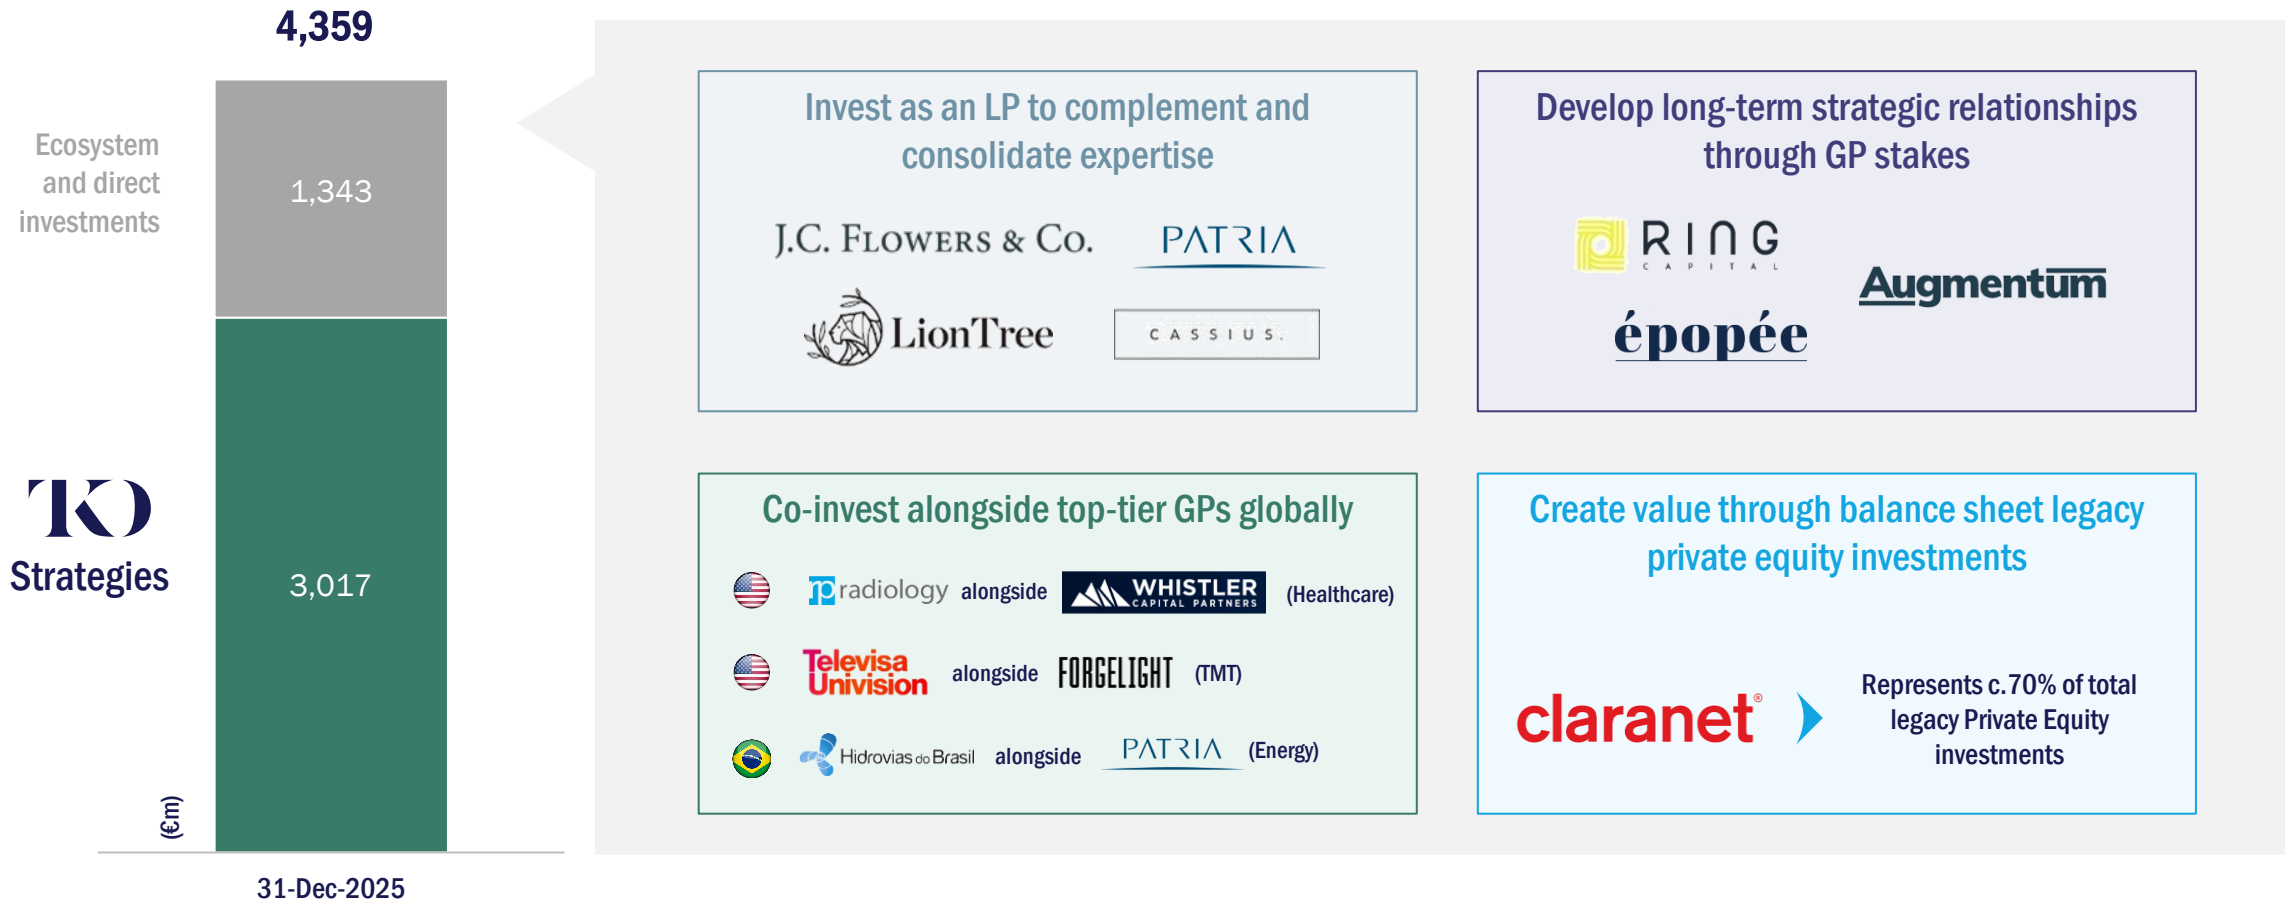 4,359
Ecosystem
and direct
investments
1,343
TKO
Strategies
3,017
(€m)
31-Dec-2025
Invest as an LP to complement and
consolidate expertise
J.C. FLOWERS & CO.
PATRIA
LionTree
CASSIUS.
Develop long-term strategic relationships
through GP stakes
RING
CAPITAL
Augmentum
épopée
Co-invest alongside top-tier GPs globally
rp radiology alongside WHISTLER
CAPITAL PARTNERS
(Healthcare)
Televisa
Univision
alongside FORGELIGHT (TMT)
Hidrovias do Brasil alongside PATRIA (Energy)
Create value through balance sheet legacy
private equity investments
claranet®
Represents c.70% of total
legacy Private Equity
investments